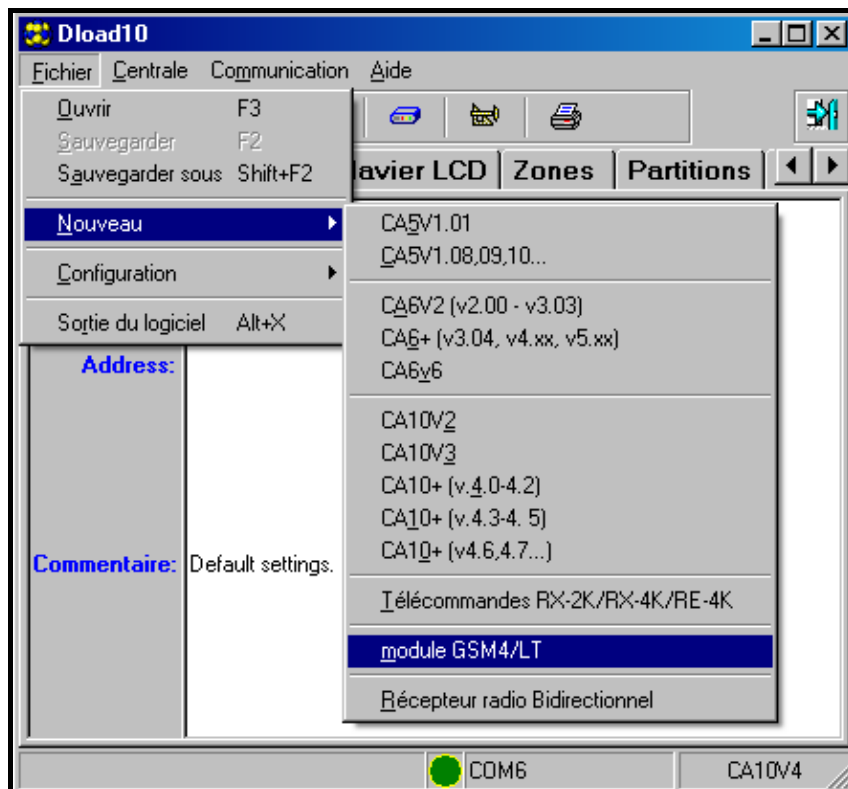 Dload10
Fichier Centrale Communication Aide
Ouvrir F3
Sauvegarder F2
Sauvegarder sous Shift+F2
Nouveau
Configuration
Sortie du logiciel Alt+X
lavier LCD Zones Partitions
CA5V1.01
CA5V1.08,09,10...
CA6V2 (v2.00 - v3.03)
CA6+ (v3.04, v4.xx, v5.xx)
CA6v6
CA10V2
CA10V3
CA10+ (v.4.0-4.2)
CA10+ (v.4.3-4. 5)
CA10+ (v4.6,4.7...)
Télécommandes RX-2K/RX-4K/RE-4K
module GSM4/LT
Récepteur radio Bidirectionnel
Address:
Commentaire: Default settings.
COM6 CA10V4